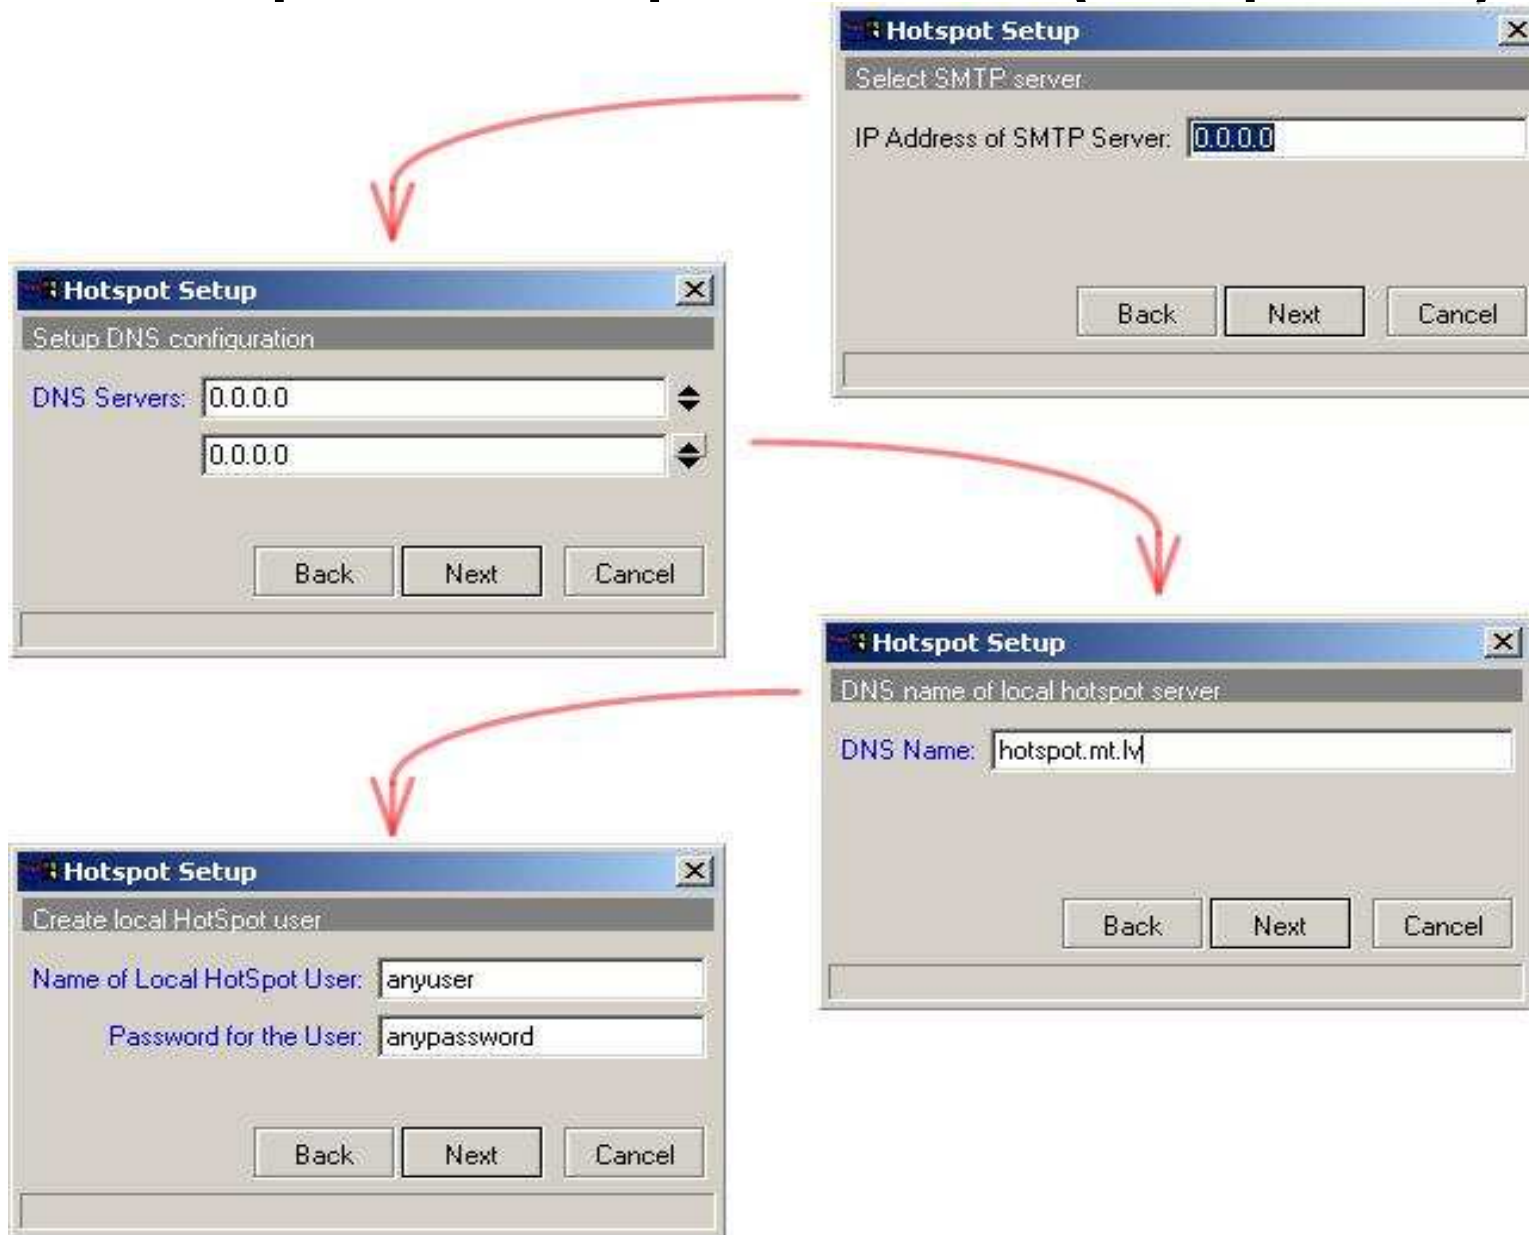 Hotspot Setup
Select SMTP server
IP Address of SMTP Server: 0.0.0.0
Back Next Cancel
Hotspot Setup
Setup DNS configuration
DNS Servers: 0.0.0.0
0.0.0.0
Back Next Cancel
Hotspot Setup
DNS name of local hotspot server
DNS Name: hotspot.mt.lv
Back Next Cancel
Hotspot Setup
Create local HotSpot user
Name of Local HotSpot User: anyuser
Password for the User: anypassword
Back Next Cancel